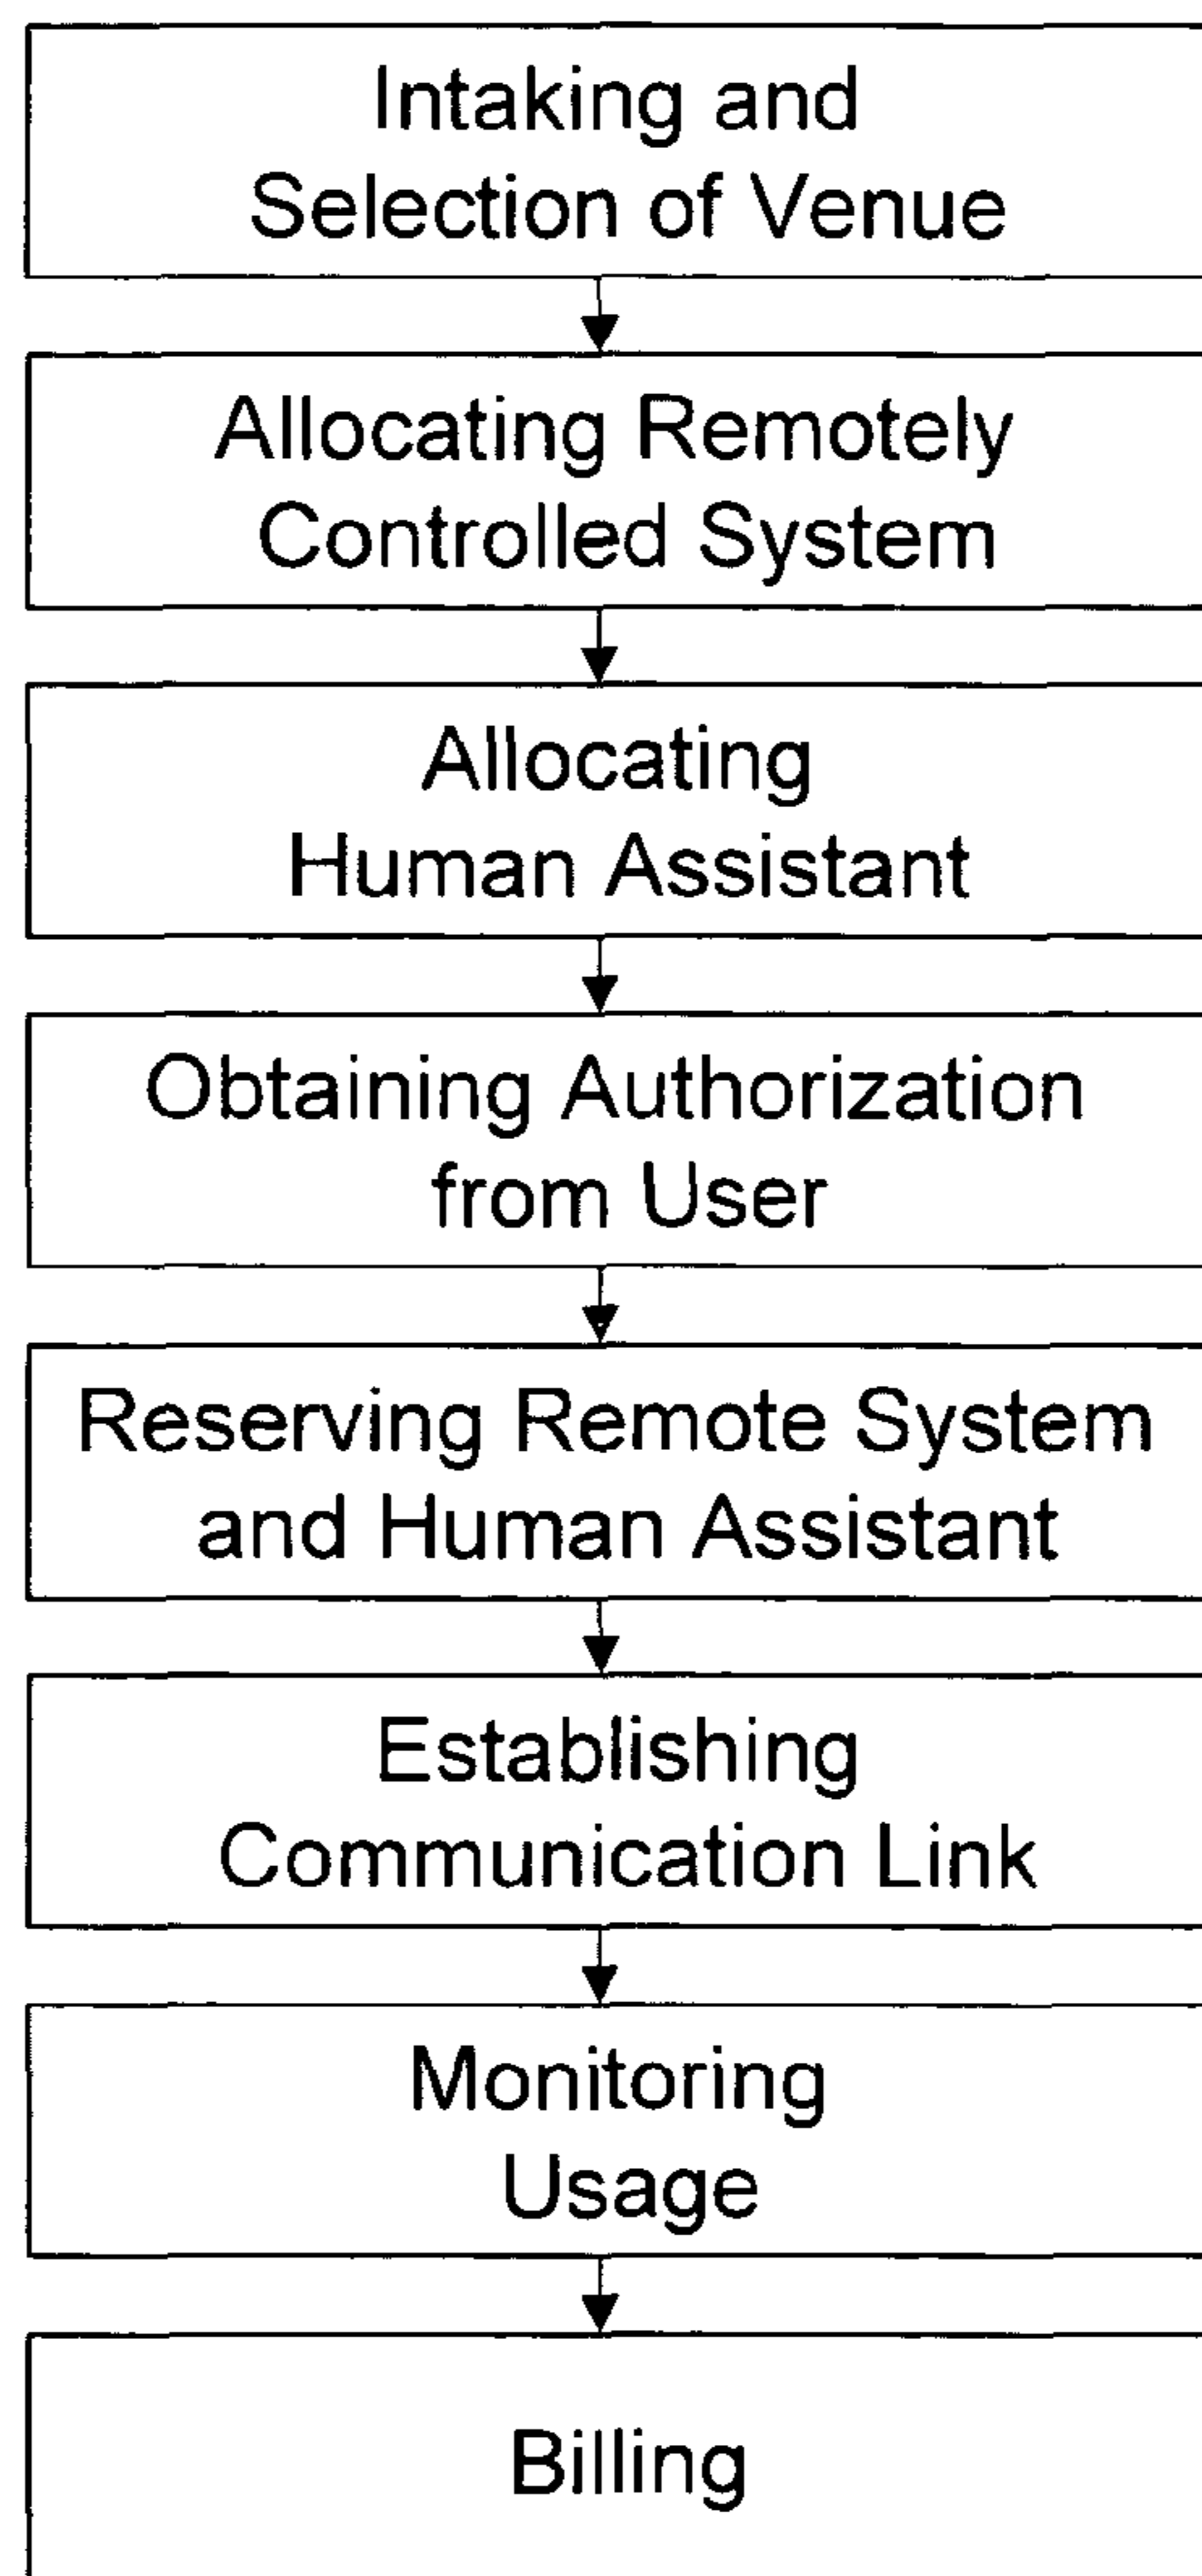 Intaking and
Selection of Venue
Allocating Remotely
Controlled System
Allocating
Human Assistant
Obtaining Authorization
from User
Reserving Remote System
and Human Assistant
Establishing
Communication Link
Monitoring
Usage
Billing